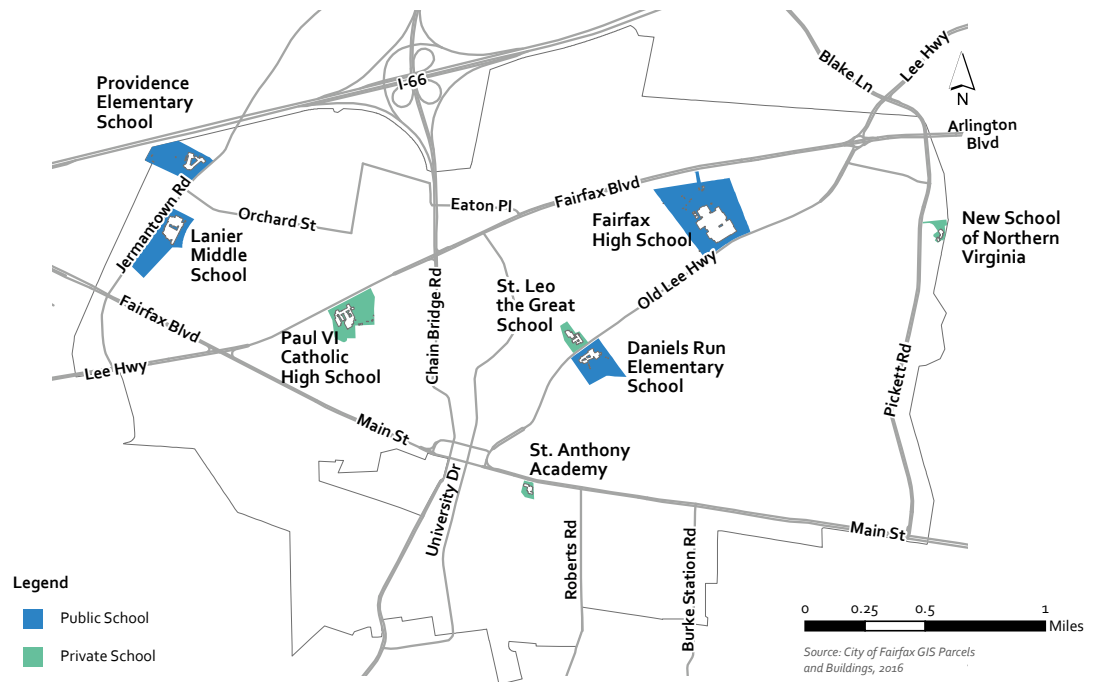 I-66
Blake Ln
Lee Hwy
N
Providence
Elementary
School
Arlington
Blvd
Jermantown Rd
Orchard St
Eaton Pl
Fairfax Blvd
Fairfax
High School
Lanier
Middle
School
New School
of Northern
Virginia
Old Lee Hwy
St. Leo
the Great
School
Chain Bridge Rd
Fairfax Blvd
Lee Hwy
Paul VI
Catholic
High School
Daniels Run
Elementary
School
Pickett Rd
Main St
St. Anthony
Academy
University Dr
Roberts Rd
Burke Station Rd
Main St
Legend
Public School
Private School
0 0.25 0.5 1
Miles
Source: City of Fairfax GIS Parcels
and Buildings, 2016